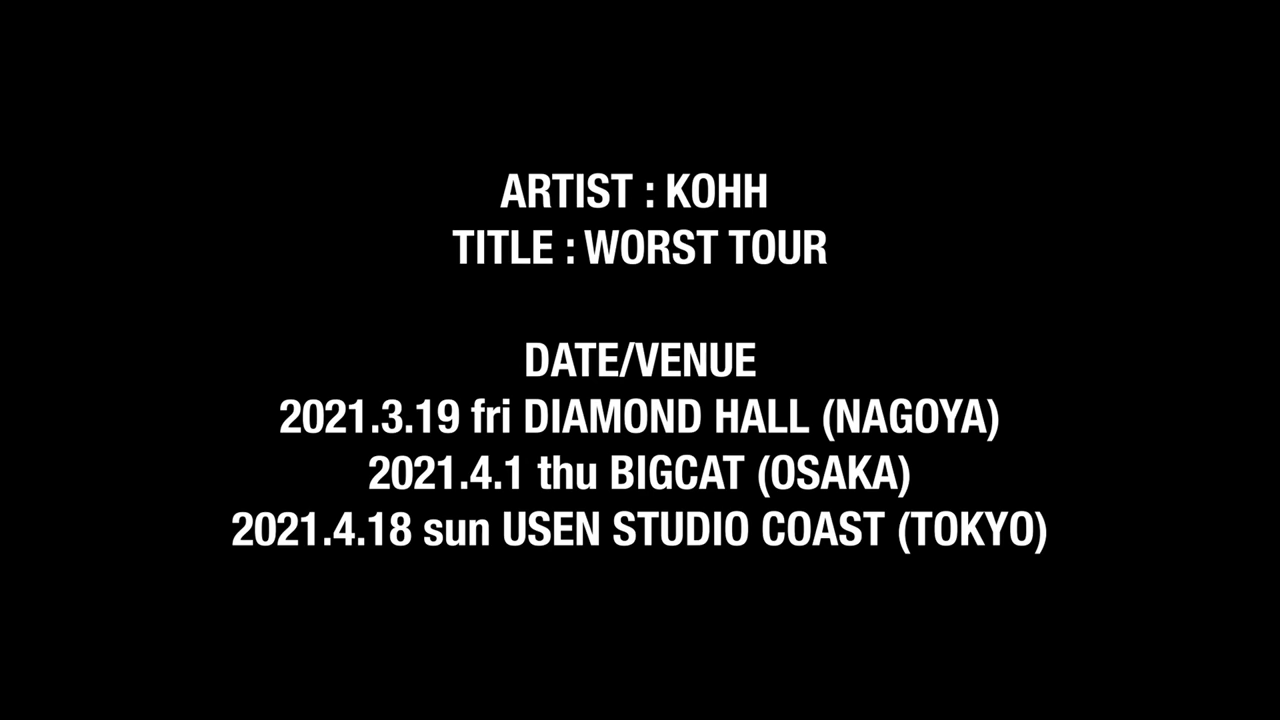 ARTIST : KOHH
TITLE : WORST TOUR
DATE/VENUE
2021.3.19 fri DIAMOND HALL (NAGOYA)
2021.4.1 thu BIGCAT (OSAKA)
2021.4.18 sun USEN STUDIO COAST (TOKYO)